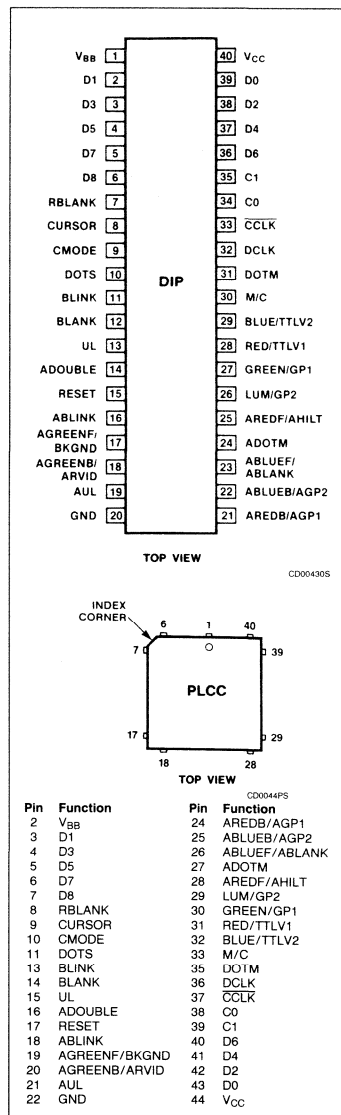 VBB 1 40 VCC
D1 2 39 D0
D3 3 38 D2
D5 4 37 D4
D7 5 36 D6
D8 6 35 C1
RBLANK 7 34 C0
CURSOR 8 33 CCLK
CMODE 9 32 DCLK
DOTS 10 31 DOTM
DIP
BLINK 11 30 M/C
BLANK 12 29 BLUE/TTLV2
UL 13 28 RED/TTLV1
ADOUBLE 14 27 GREEN/GP1
RESET 15 26 LUM/GP2
ABLINK 16 25 AREDF/AHILT
AGREENF/
BKGND 17 24 ADOTM
AGREENB/
ARVID 18 23 ABLUEF/
ABLANK
AUL 19 22 ABLUEB/AGP2
GND 20 21 AREDB/AGP1
TOP VIEW
CD00430S
INDEX
CORNER
6 1 40
7 39
PLCC
17 29
18 28
TOP VIEW
CD0044PS
Pin Function Pin Function
2 VBB 24 AREDB/AGP1
3 D1 25 ABLUEB/AGP2
4 D3 26 ABLUEF/ABLANK
5 D5 27 ADOTM
6 D7 28 AREDF/AHILT
7 D8 29 LUM/GP2
8 RBLANK 30 GREEN/GP1
9 CURSOR 31 RED/TTLV1
10 CMODE 32 BLUE/TTLV2
11 DOTS 33 M/C
13 BLINK 35 DOTM
14 BLANK 36 DCLK
15 UL 37 CCLK
16 ADOUBLE 38 C0
17 RESET 39 C1
18 ABLINK 40 D6
19 AGREENF/BKGND 41 D4
20 AGREENB/ARVID 42 D2
21 AUL 43 D0
22 GND 44 VCC